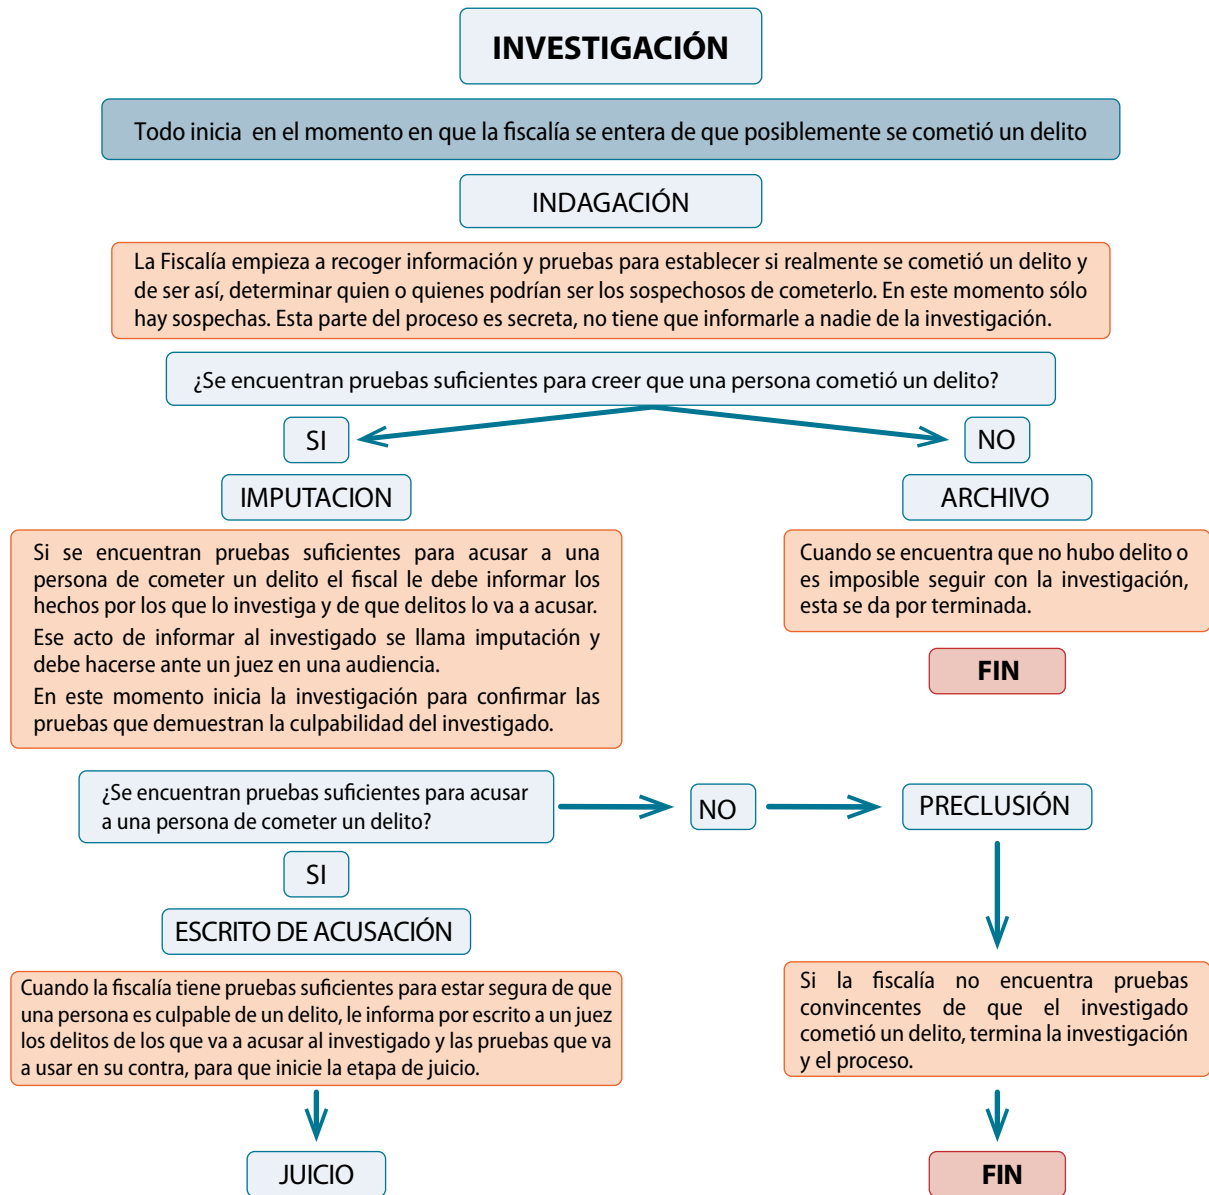 INVESTIGACIÓN
Todo inicia en el momento en que la fiscalía se entera de que posiblemente se cometió un delito
INDAGACIÓN
La Fiscalía empieza a recoger información y pruebas para establecer si realmente se cometió un delito y
de ser así, determinar quien o quienes podrían ser los sospechosos de cometerlo. En este momento sólo
hay sospechas. Esta parte del proceso es secreta, no tiene que informarle a nadie de la investigación.
¿Se encuentran pruebas suficientes para creer que una persona cometió un delito?
SI
NO
IMPUTACION
ARCHIVO
Si se encuentran pruebas suficientes para acusar a una
persona de cometer un delito el fiscal le debe informar los
hechos por los que lo investiga y de que delitos lo va a acusar.
Ese acto de informar al investigado se llama imputación y
debe hacerse ante un juez en una audiencia.
En este momento inicia la investigación para confirmar las
pruebas que demuestran la culpabilidad del investigado.
Cuando se encuentra que no hubo delito o
es imposible seguir con la investigación,
esta se da por terminada.
FIN
¿Se encuentran pruebas suficientes para acusar
a una persona de cometer un delito?
NO
PRECLUSIÓN
SI
ESCRITO DE ACUSACIÓN
Cuando la fiscalía tiene pruebas suficientes para estar segura de que
una persona es culpable de un delito, le informa por escrito a un juez
los delitos de los que va a acusar al investigado y las pruebas que va
a usar en su contra, para que inicie la etapa de juicio.
Si la fiscalía no encuentra pruebas
convincentes de que el investigado
cometió un delito, termina la investigación
y el proceso.
JUICIO
FIN